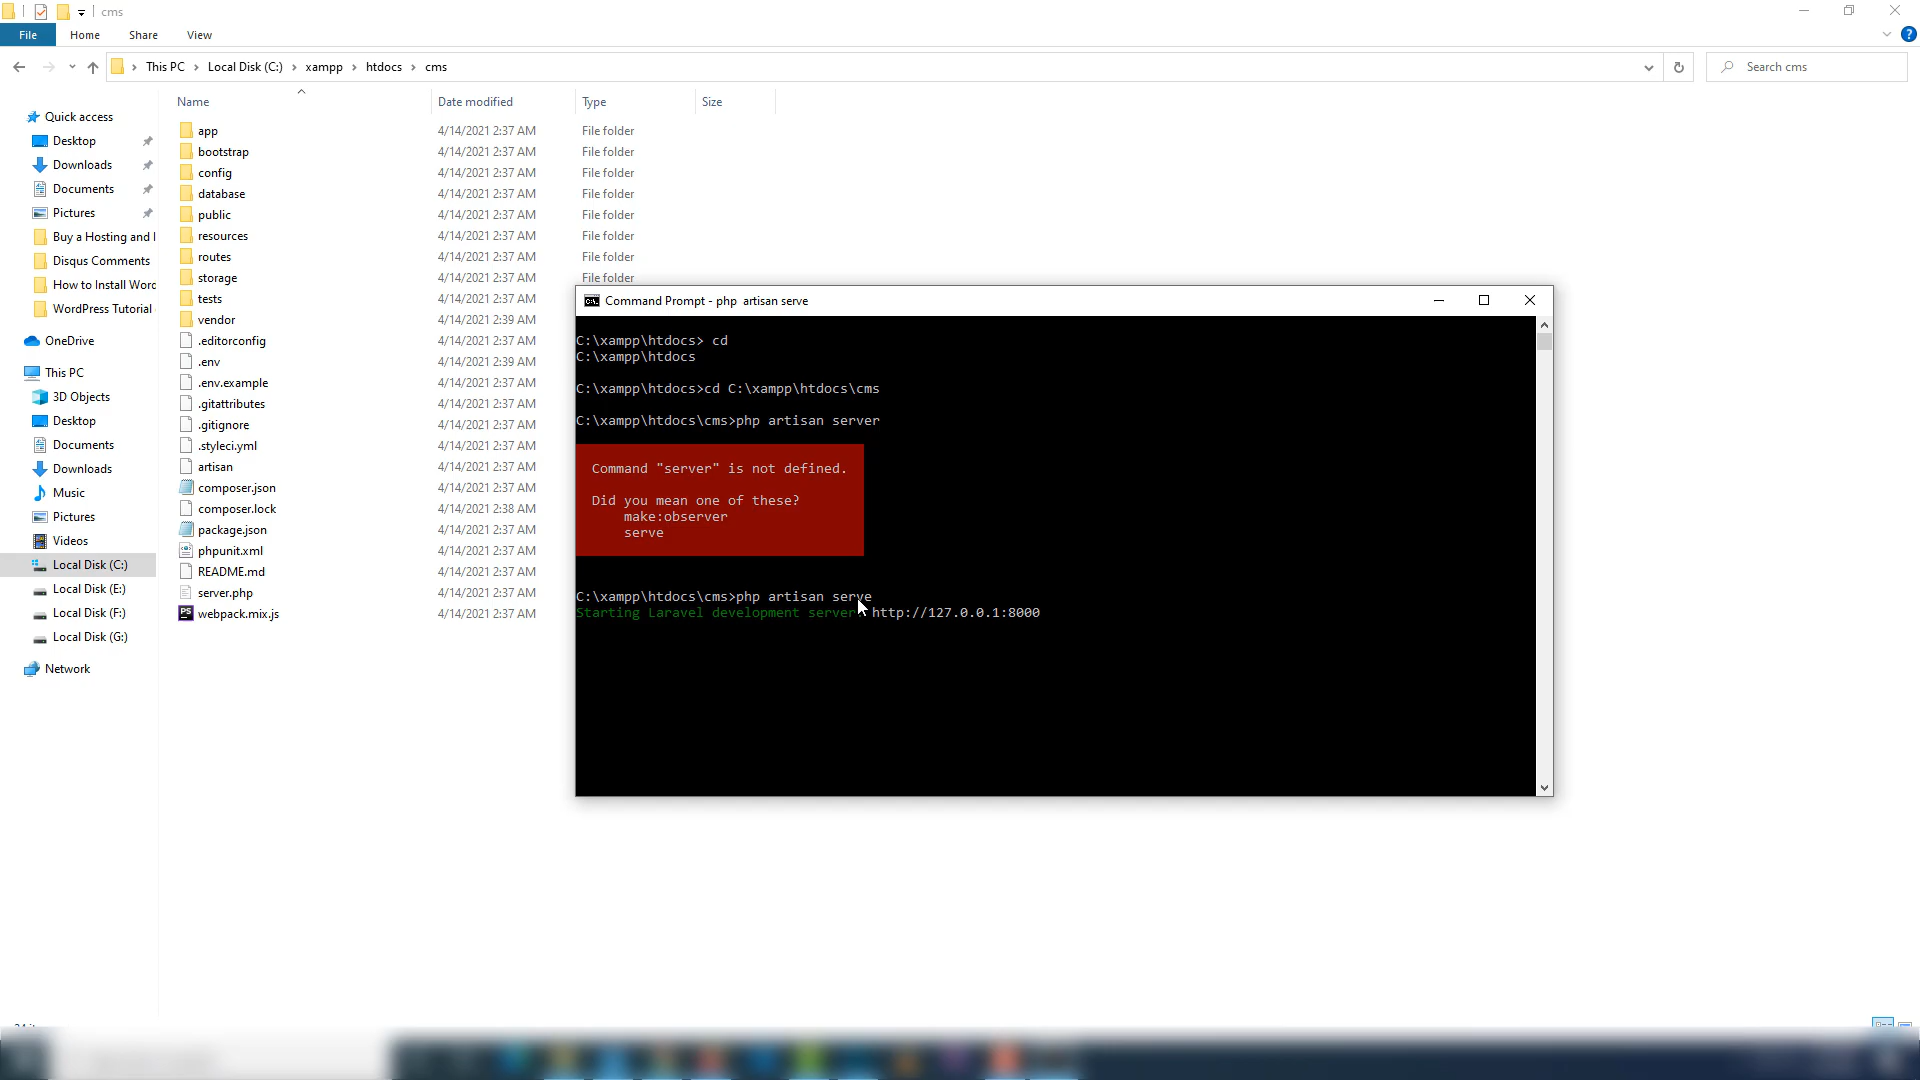 cms
File Home Share View
This PC Local Disk (C:) xampp htdocs cms
Search cms
Name Date modified Type Size
Quick access
Desktop
Downloads
Documents
Pictures
Buy a Hosting and
Disqus Comments
How to Install Word
WordPress Tutorial
OneDrive
This PC
3D Objects
Desktop
Documents
Downloads
Music
Pictures
Videos
Local Disk (C:)
Local Disk (E:)
Local Disk (F:)
Local Disk (G:)
Network
app 4/14/2021 2:37 AM File folder
bootstrap 4/14/2021 2:37 AM File folder
config 4/14/2021 2:37 AM File folder
database 4/14/2021 2:37 AM File folder
public 4/14/2021 2:37 AM File folder
resources 4/14/2021 2:37 AM File folder
routes 4/14/2021 2:37 AM File folder
storage 4/14/2021 2:37 AM File folder
tests 4/14/2021 2:37 AM
vendor 4/14/2021 2:39 AM
.editorconfig 4/14/2021 2:37 AM
.env 4/14/2021 2:39 AM
.env.example 4/14/2021 2:37 AM
.gitattributes 4/14/2021 2:37 AM
.gitignore 4/14/2021 2:37 AM
.styleci.yml 4/14/2021 2:37 AM
artisan 4/14/2021 2:37 AM
composer.json 4/14/2021 2:37 AM
composer.lock 4/14/2021 2:38 AM
package.json 4/14/2021 2:37 AM
phpunit.xml 4/14/2021 2:37 AM
README.md 4/14/2021 2:37 AM
server.php 4/14/2021 2:37 AM
webpack.mix.js 4/14/2021 2:37 AM
Command Prompt - php artisan serve
C:\xampp\htdocs> cd
C:\xampp\htdocs
C:\xampp\htdocs>cd C:\xampp\htdocs\cms
C:\xampp\htdocs\cms>php artisan server
Command "server" is not defined.
Did you mean one of these?
make:observer
serve
C:\xampp\htdocs\cms>php artisan serve
Starting Laravel development server: http://127.0.0.1:8000